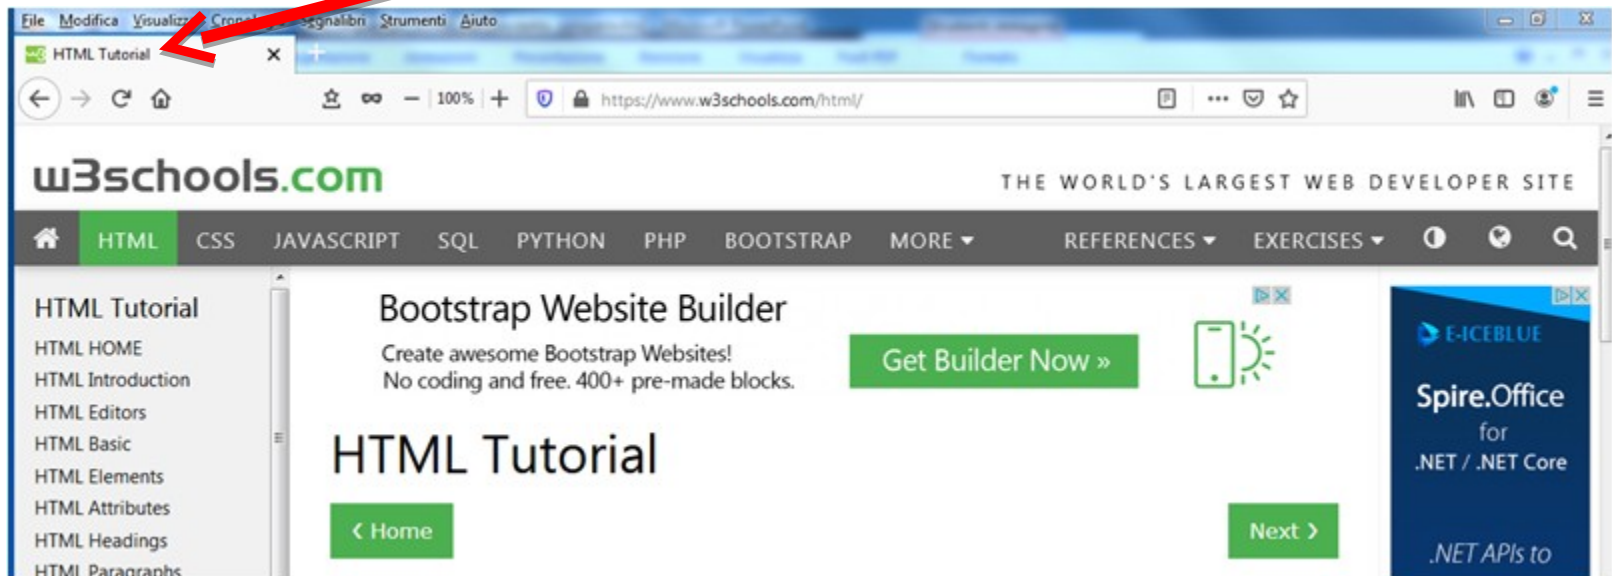 File Modifica Visualizza Segnalibri Strumenti Aiuto
HTML Tutorial
100% https://www.w3schools.com/html/
w3schools.com
THE WORLD'S LARGEST WEB DEVELOPER SITE
HTML CSS JAVASCRIPT SQL PYTHON PHP BOOTSTRAP MORE REFERENCES EXERCISES
HTML Tutorial
HTML HOME
HTML Introduction
HTML Editors
HTML Basic
HTML Elements
HTML Attributes
HTML Headings
HTML Paragraphs
Bootstrap Website Builder
Create awesome Bootstrap Websites!
No coding and free. 400+ pre-made blocks.
Get Builder Now »
HTML Tutorial
❮ Home
Next ❯
E-ICEBLUE
Spire.Office
for
.NET / .NET Core
.NET APIs to